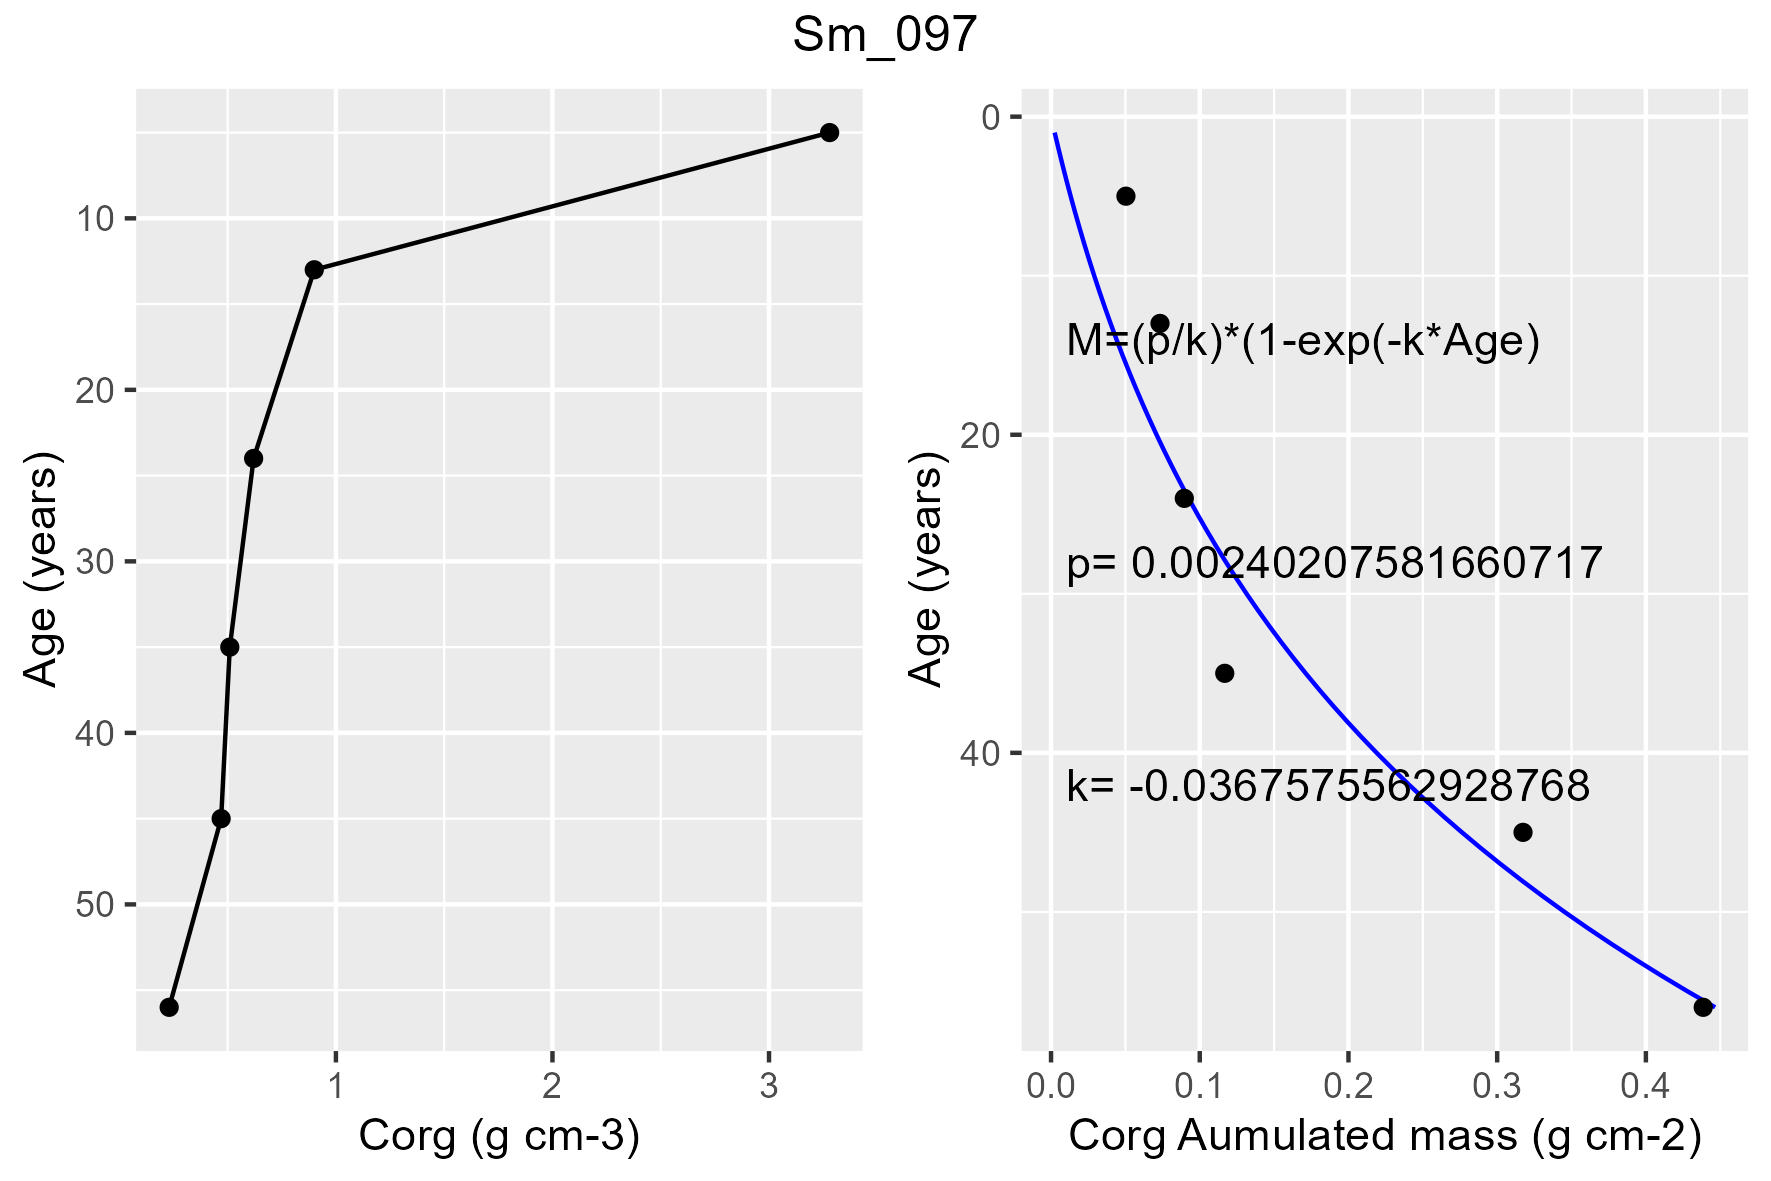 Sm_097
Age (years)
10
20
30
40
50
1
2
3
Corg (g cm-3)
Age (years)
0
20
40
M=(p/k)*(1-exp(-k*Age)
p= 0.00240207581660717
k= -0.0367575562928768
0.0
0.1
0.2
0.3
0.4
Corg Aumulated mass (g cm-2)